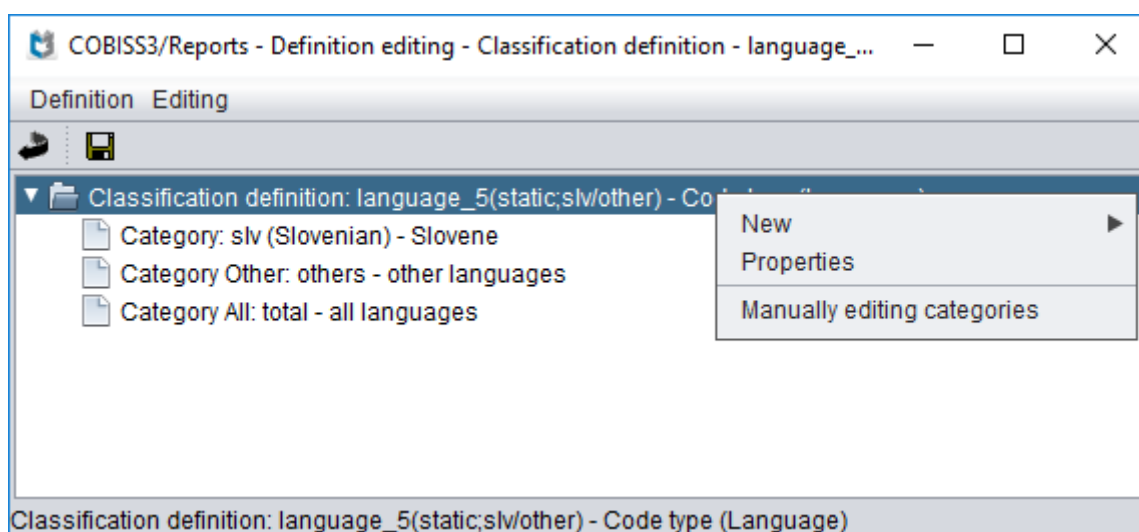 COBISS3/Reports - Definition editing - Classification definition - language_...
Definition Editing
Classification definition: language_5(static;slv/other) - Co
New
Category: slv (Slovenian) - Slovene
Properties
Category Other: others - other languages
Manually editing categories
Category All: total - all languages
Classification definition: language_5(static;slv/other) - Code type (Language)